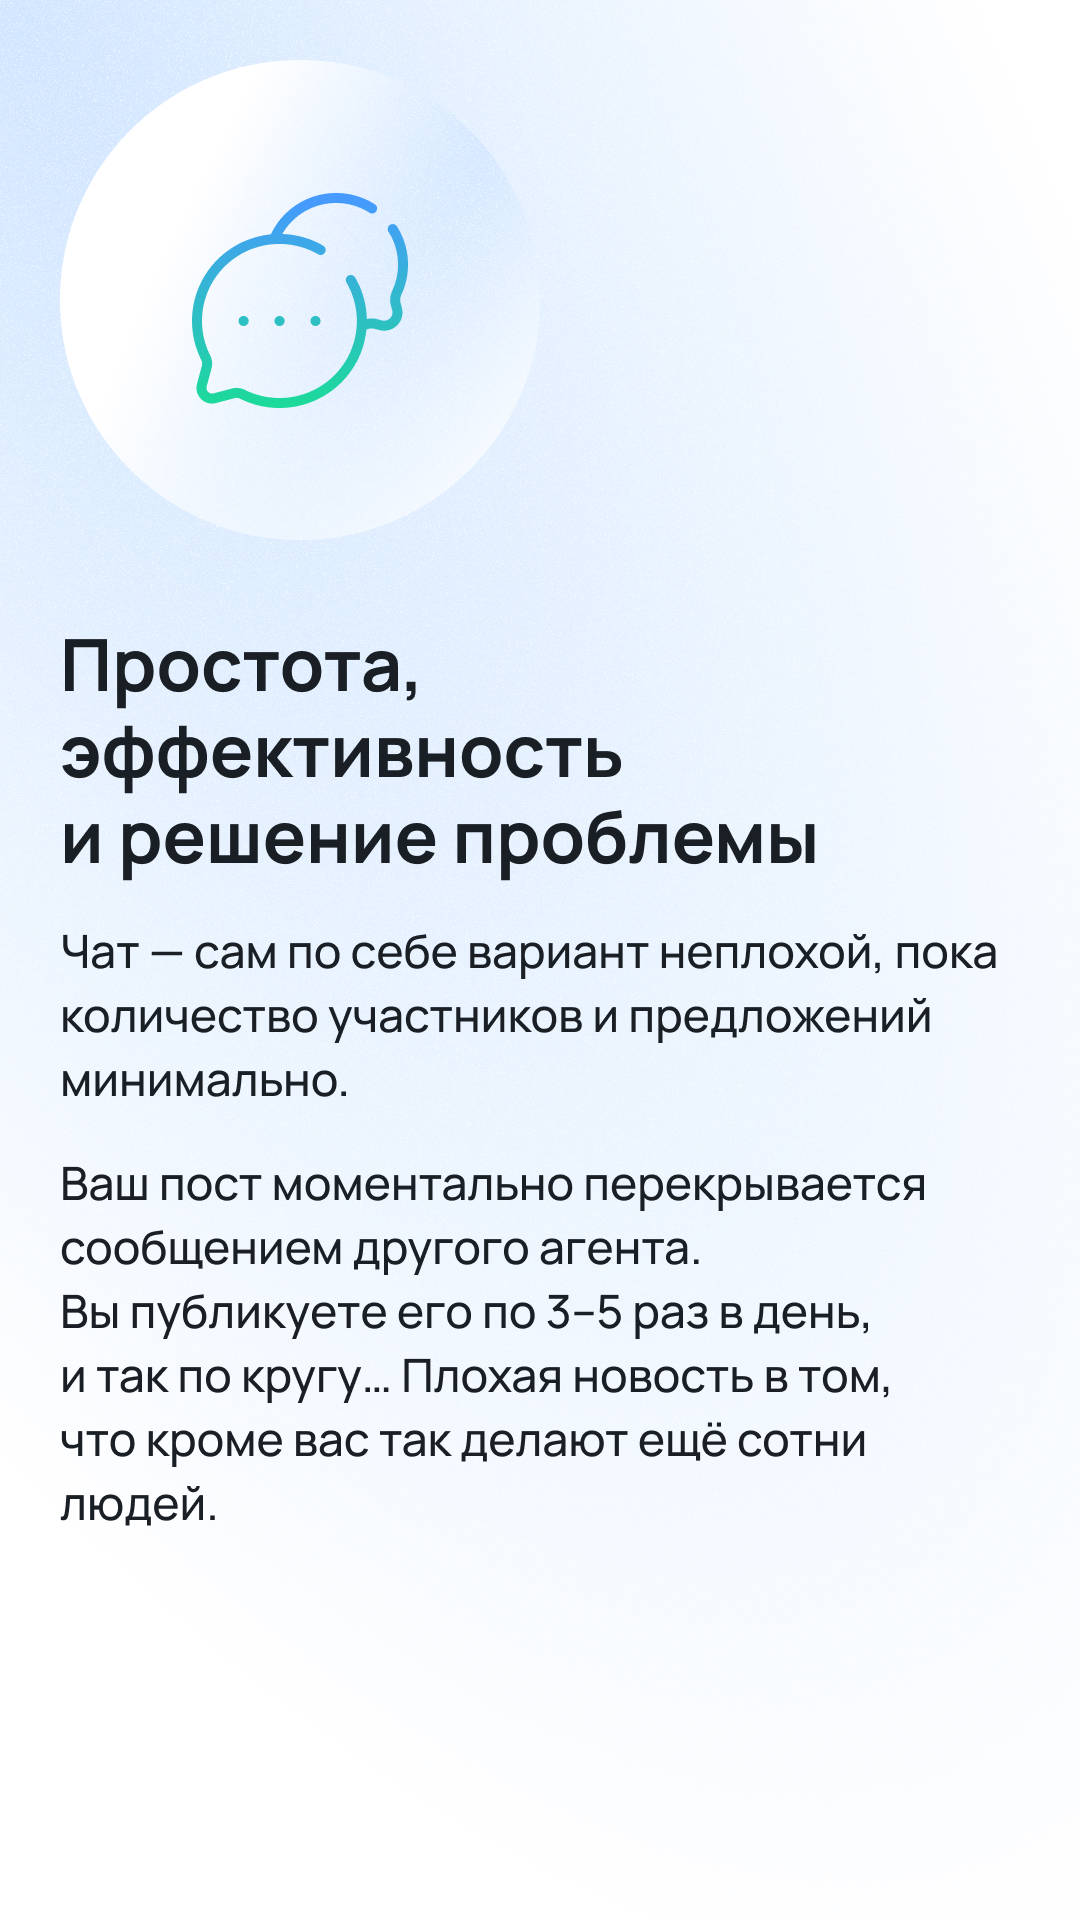 Простота,
эффективность
и решение проблемы
Чат — сам по себе вариант неплохой, пока
количество участников и предложений
минимально.
Ваш пост моментально перекрывается
сообщением другого агента.
Вы публикуете его по 3–5 раз в день,
и так по кругу... Плохая новость в том,
что кроме вас так делают ещё сотни
людей.